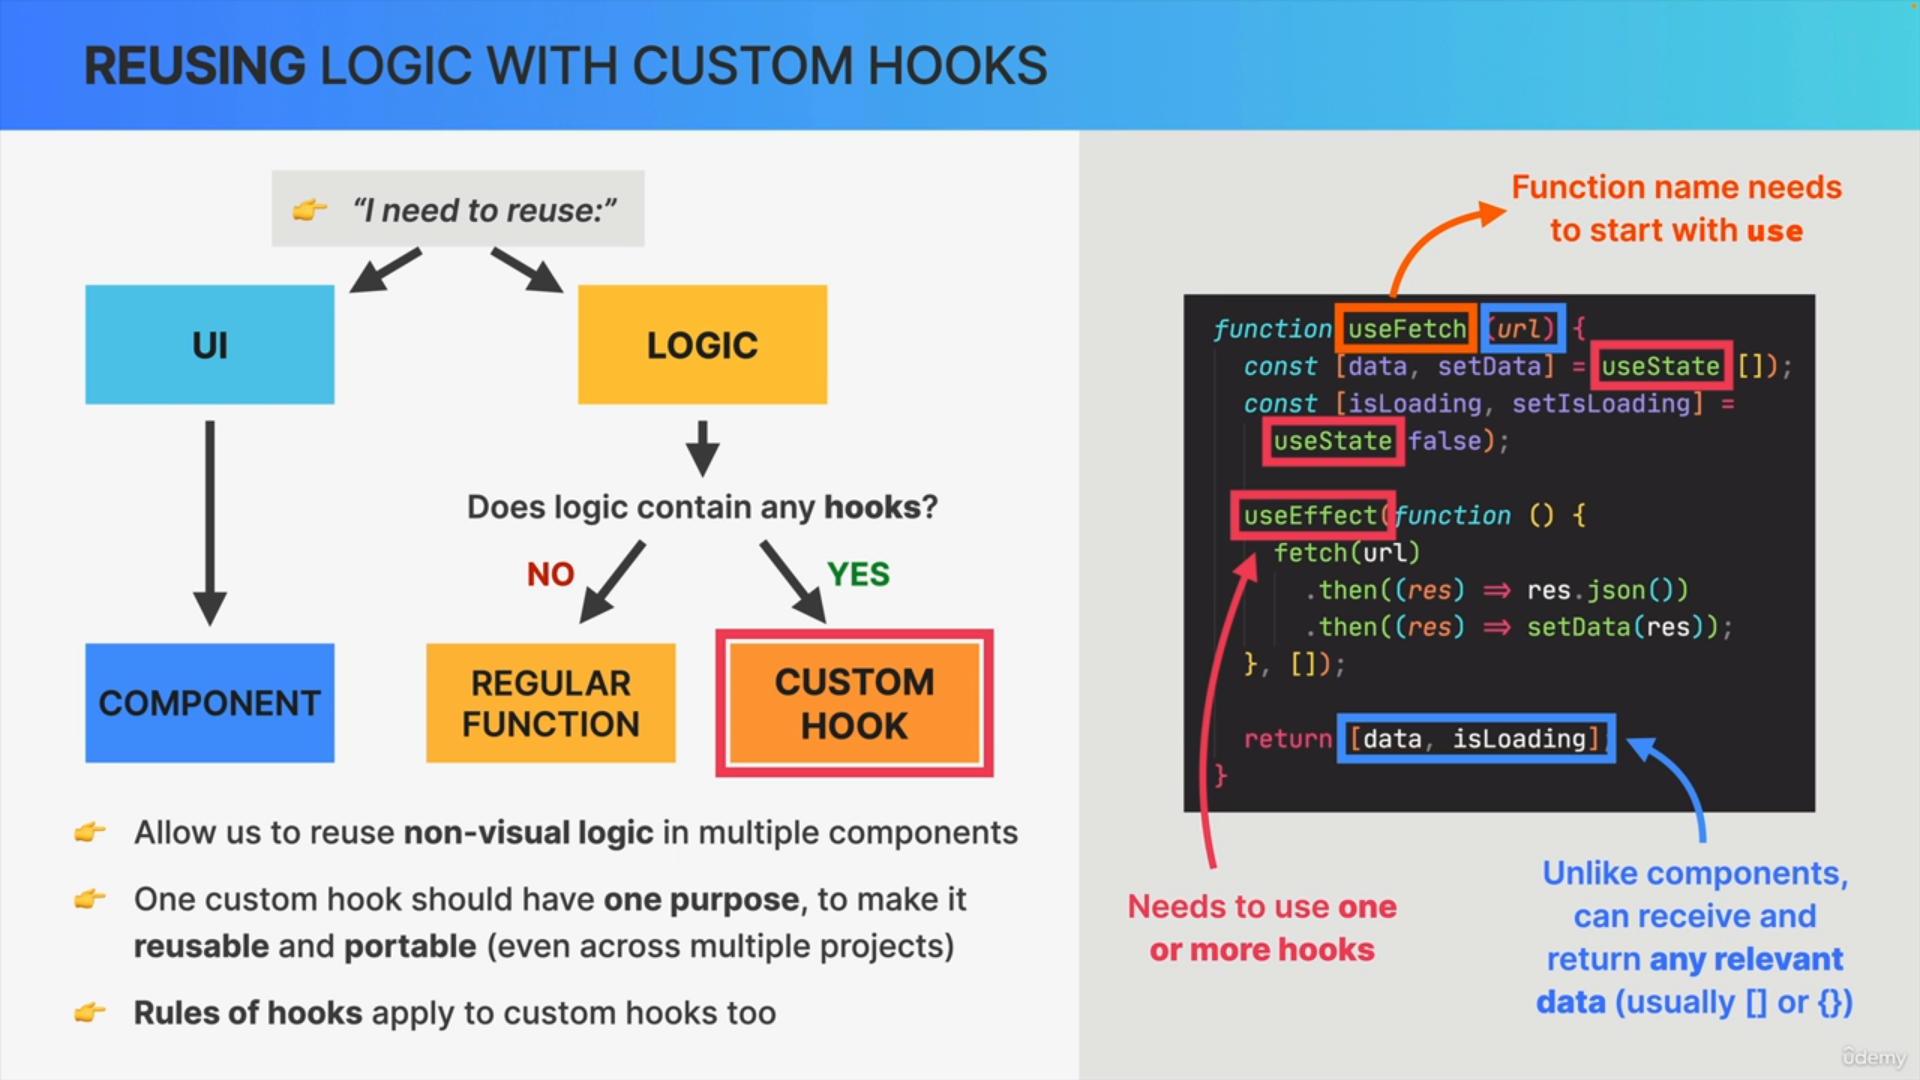 REUSING LOGIC WITH CUSTOM HOOKS
“I need to reuse:”
UI
LOGIC
Does logic contain any hooks?
NO
YES
COMPONENT
REGULAR
FUNCTION
CUSTOM
HOOK
Allow us to reuse non-visual logic in multiple components
One custom hook should have one purpose, to make it
reusable and portable (even across multiple projects)
Rules of hooks apply to custom hooks too
Function name needs
to start with use
function useFetch (url) {
const [data, setData] = useState []);
const [isLoading, setIsLoading] =
useState false);
useEffect(function () {
fetch(url)
.then((res) ⇒ res.json())
.then((res) ⇒ setData(res));
}, []);
return [data, isLoading];
}
Needs to use one
or more hooks
Unlike components,
can receive and
return any relevant
data (usually [] or {})
ûdemy